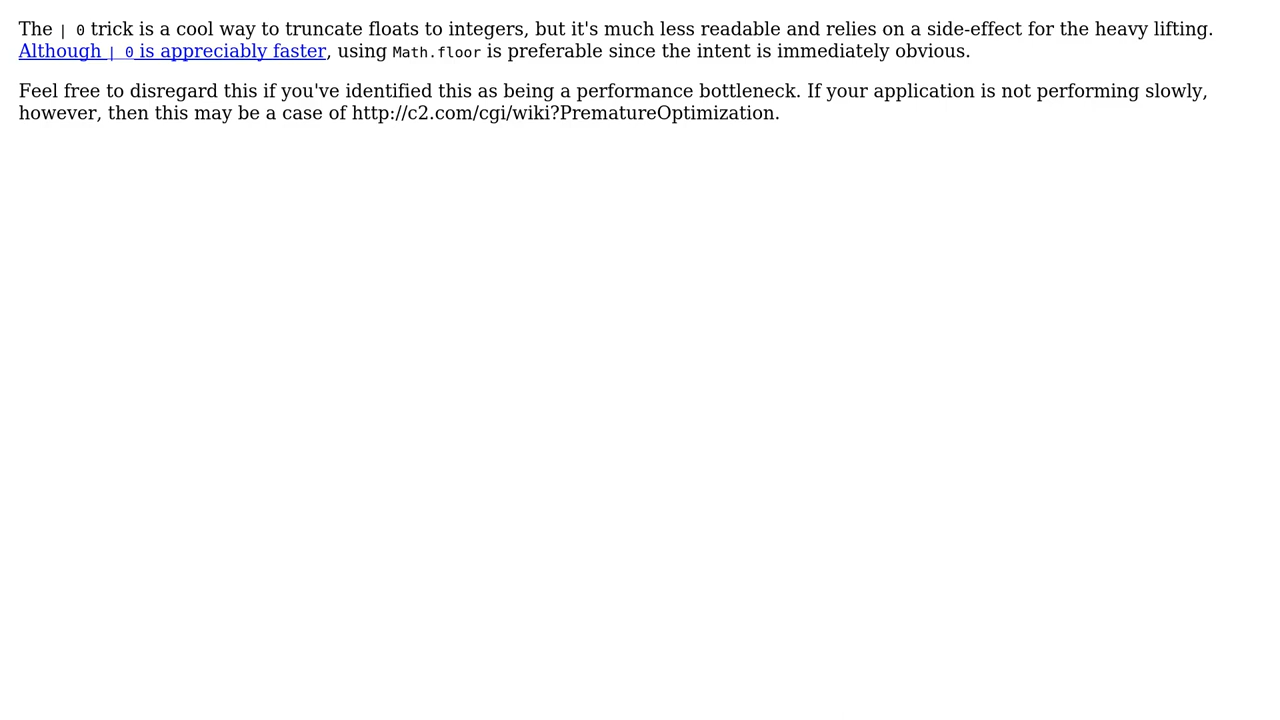 The | 0 trick is a cool way to truncate floats to integers, but it's much less readable and relies on a side-effect for the heavy lifting.
Although | 0 is appreciably faster, using Math.floor is preferable since the intent is immediately obvious.
Feel free to disregard this if you've identified this as being a performance bottleneck. If your application is not performing slowly,
however, then this may be a case of http://c2.com/cgi/wiki?PrematureOptimization.